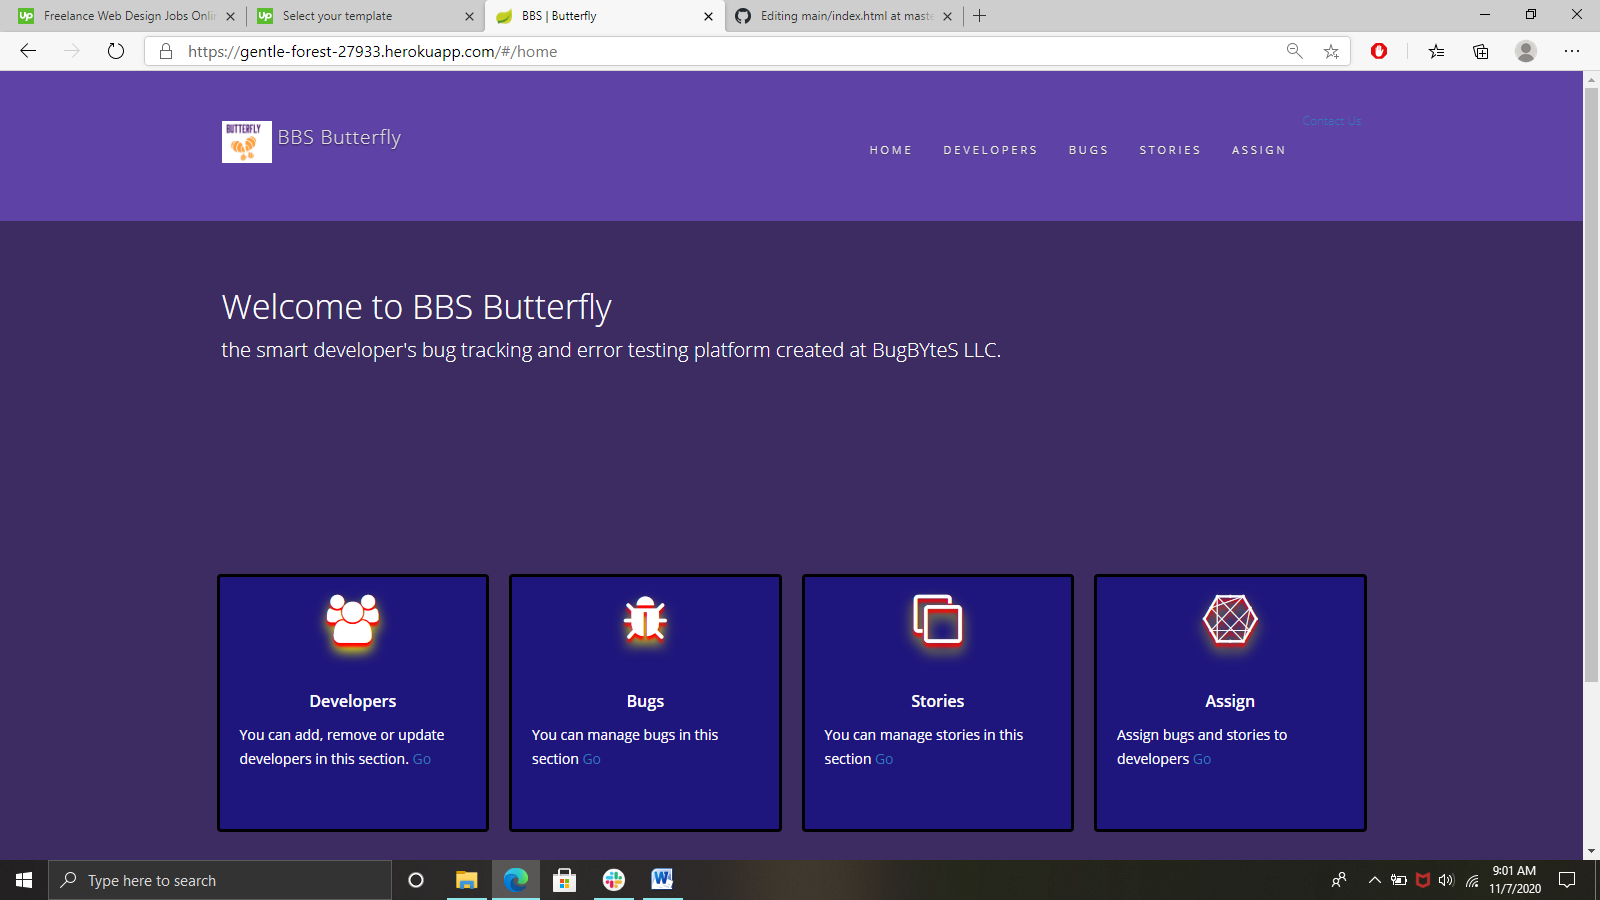 Freelance Web Design Jobs Onli
Select your template
BBS | Butterfly
Editing main/index.html at maste
https://gentle-forest-27933.herokuapp.com/#/home
BUTTERFLY
BBS Butterfly
Contact Us
HOME DEVELOPERS BUGS STORIES ASSIGN
Welcome to BBS Butterfly
the smart developer's bug tracking and error testing platform created at BugBYteS LLC.
Developers
You can add, remove or update
developers in this section. Go
Bugs
You can manage bugs in this
section Go
Stories
You can manage stories in this
section Go
Assign
Assign bugs and stories to
developers Go
Type here to search
9:01 AM
11/7/2020